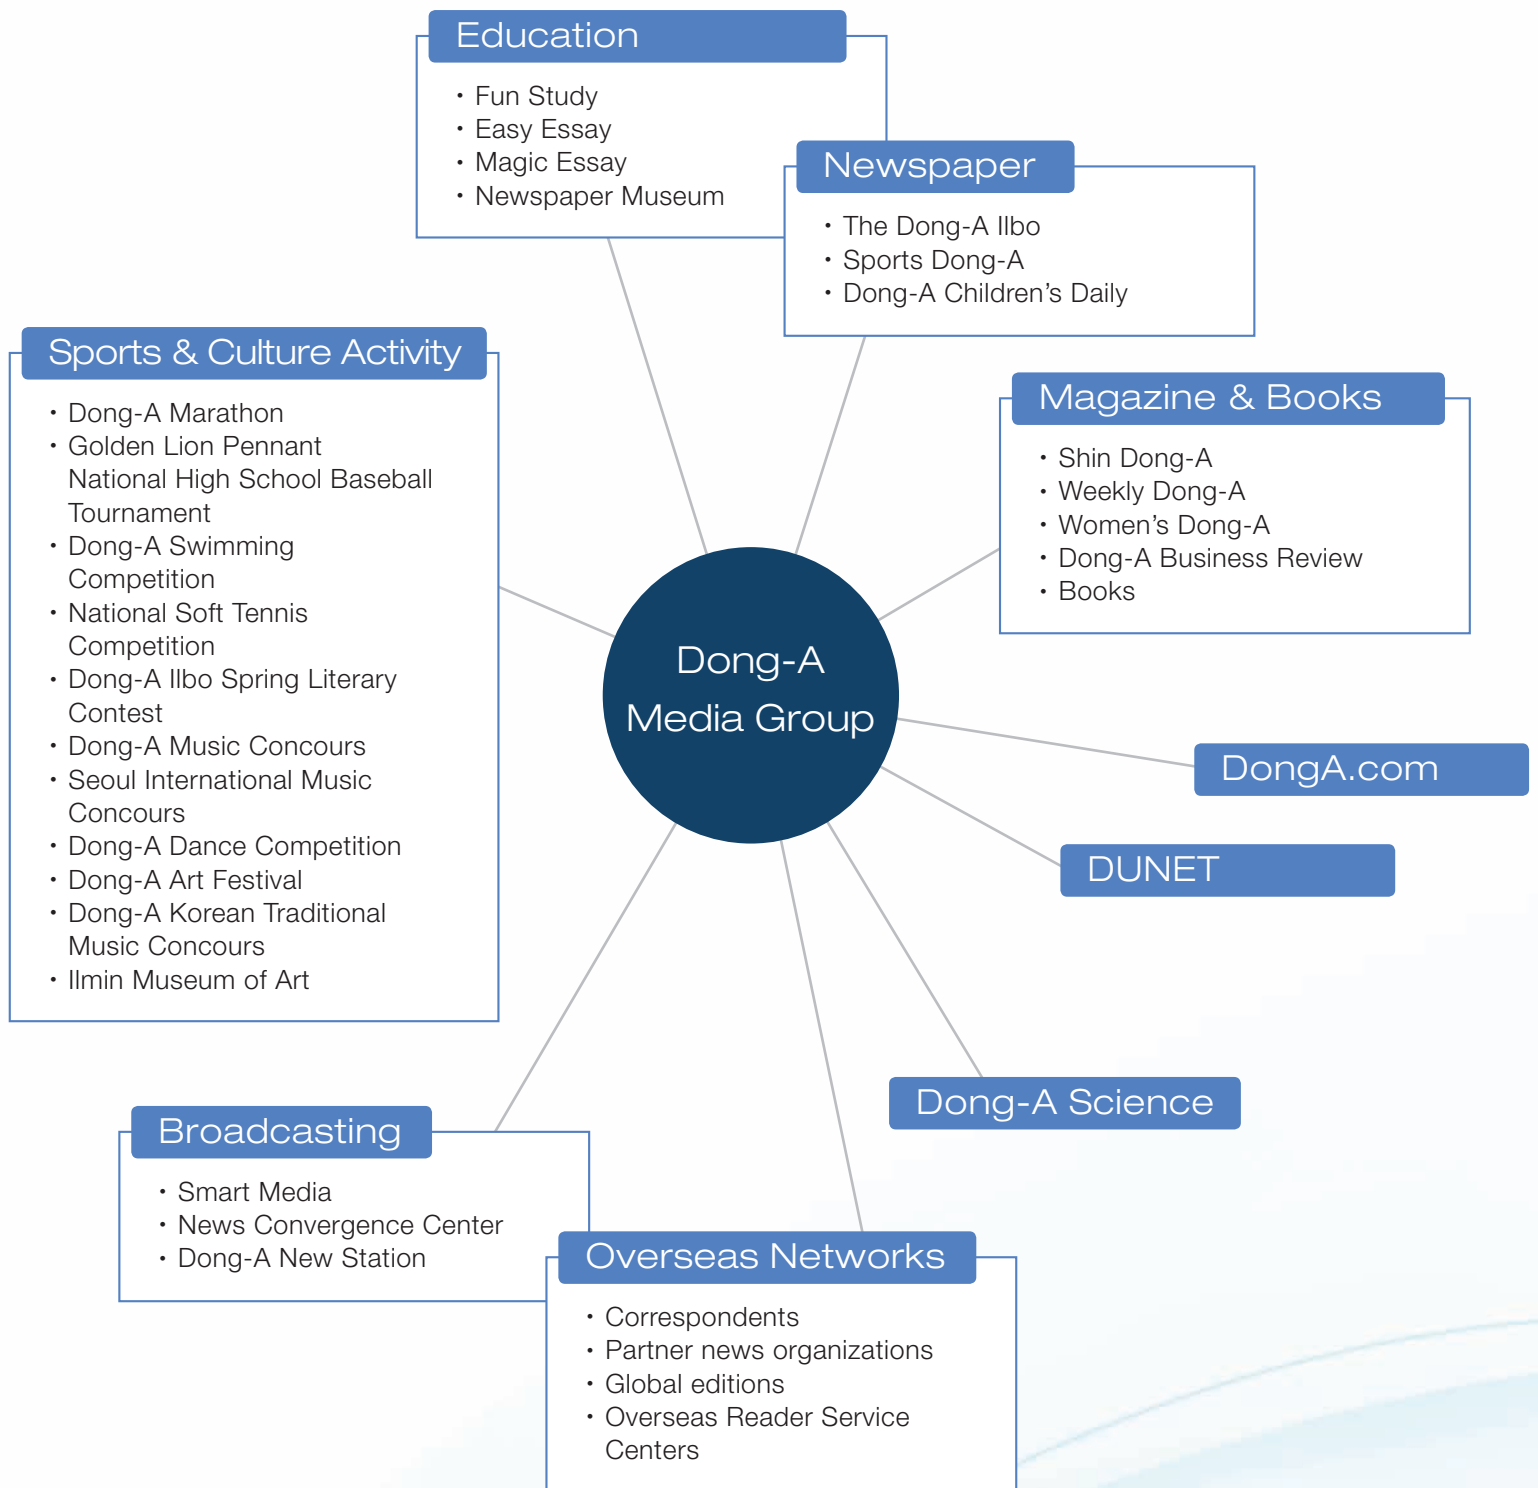 Education
· Fun Study
· Easy Essay
· Magic Essay
· Newspaper Museum
Newspaper
· The Dong-A Ilbo
· Sports Dong-A
· Dong-A Children’s Daily
Sports & Culture Activity
· Dong-A Marathon
· Golden Lion Pennant
National High School Baseball
Tournament
· Dong-A Swimming
Competition
· National Soft Tennis
Competition
· Dong-A Ilbo Spring Literary
Contest
· Dong-A Music Concours
· Seoul International Music
Concours
· Dong-A Dance Competition
· Dong-A Art Festival
· Dong-A Korean Traditional
Music Concours
· Ilmin Museum of Art
Magazine & Books
· Shin Dong-A
· Weekly Dong-A
· Women’s Dong-A
· Dong-A Business Review
· Books
Dong-A
Media Group
DongA.com
DUNET
Dong-A Science
Broadcasting
· Smart Media
· News Convergence Center
· Dong-A New Station
Overseas Networks
· Correspondents
· Partner news organizations
· Global editions
· Overseas Reader Service
Centers